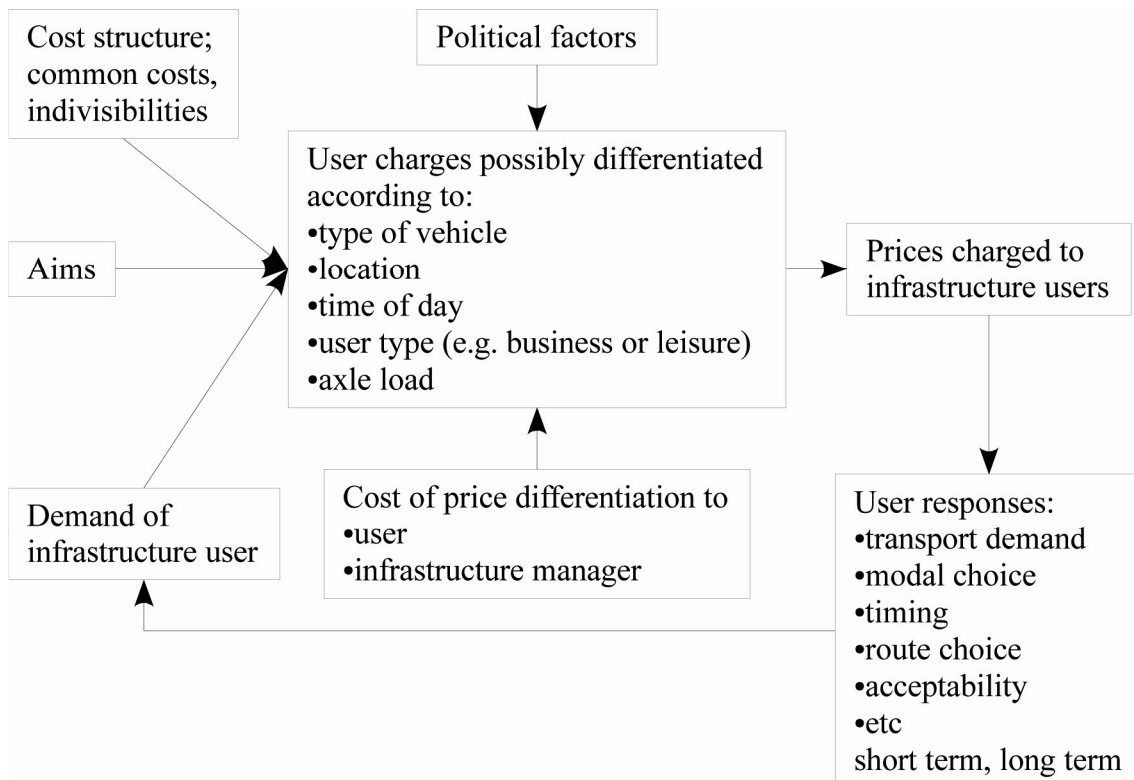 Cost structure;
common costs,
indivisibilities
Political factors
User charges possibly differentiated
according to:
•type of vehicle
•location
•time of day
•user type (e.g. business or leisure)
•axle load
Aims
Prices charged to
infrastructure users
Demand of
infrastructure user
Cost of price differentiation to
•user
•infrastructure manager
User responses:
•transport demand
•modal choice
•timing
•route choice
•acceptability
•etc
short term, long term